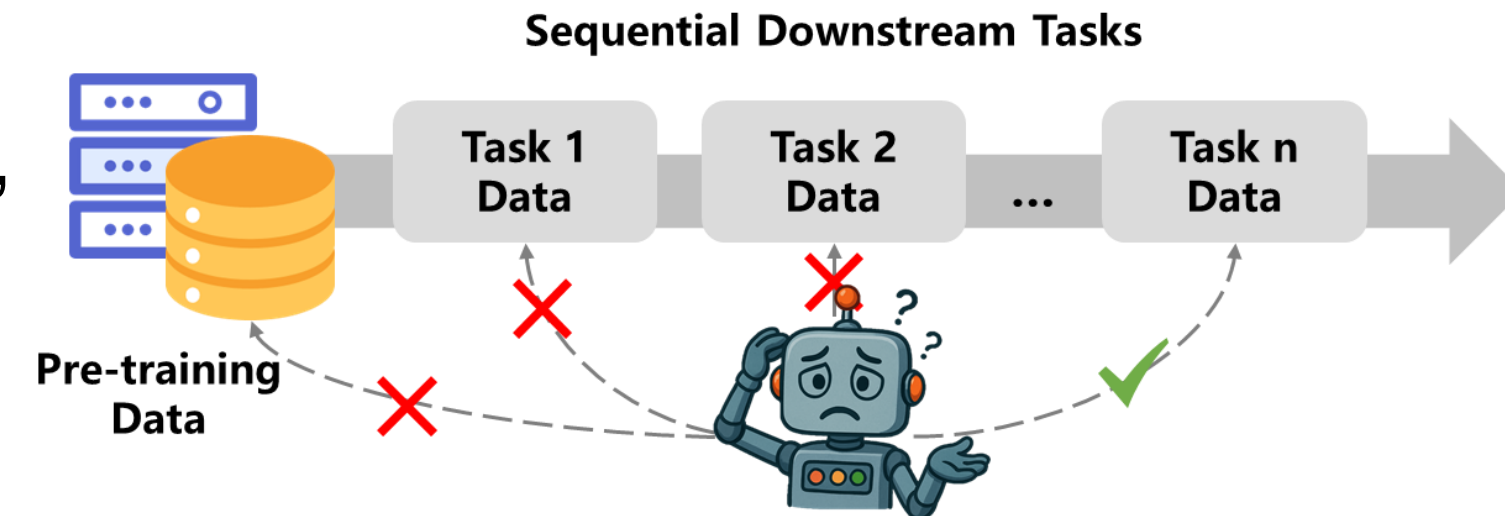 Sequential Downstream Tasks
,
Task 1
Data
Task 2
Data
...
Task n
Data
?
?
Pre-training
Data